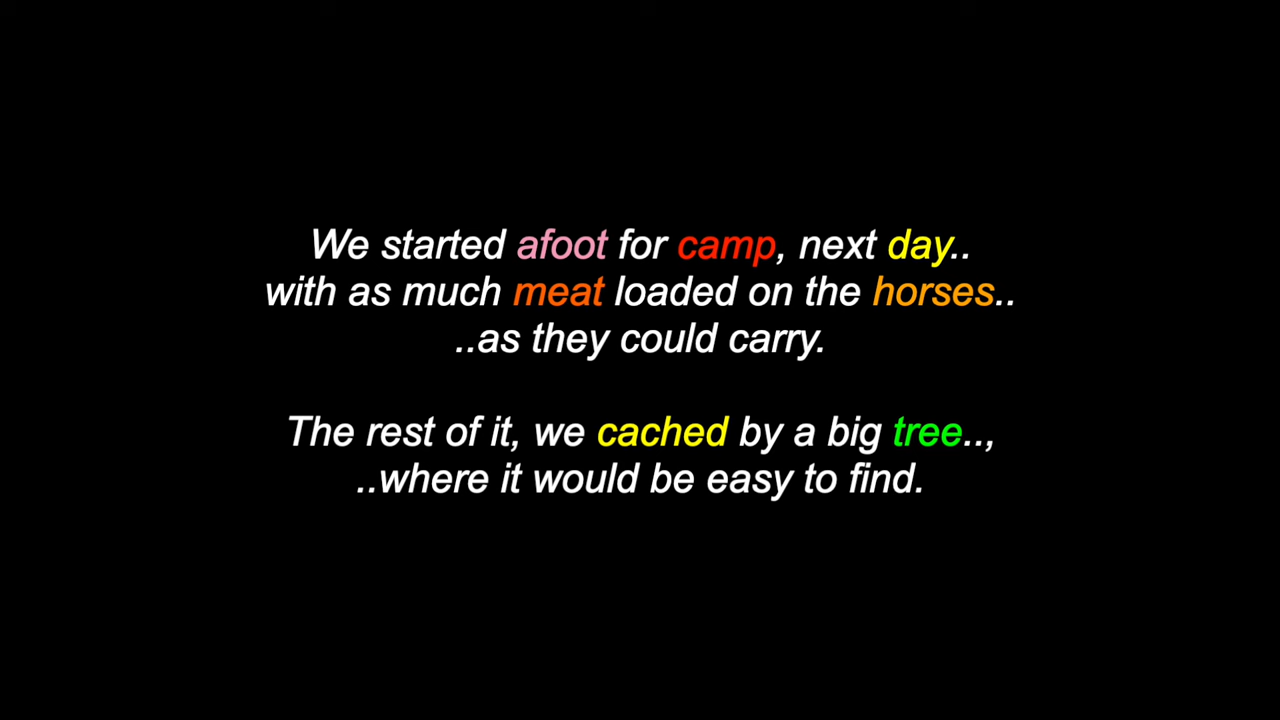 We started afoot for camp, next day..
with as much meat loaded on the horses..
..as they could carry.
The rest of it, we cached by a big tree..,
..where it would be easy to find.